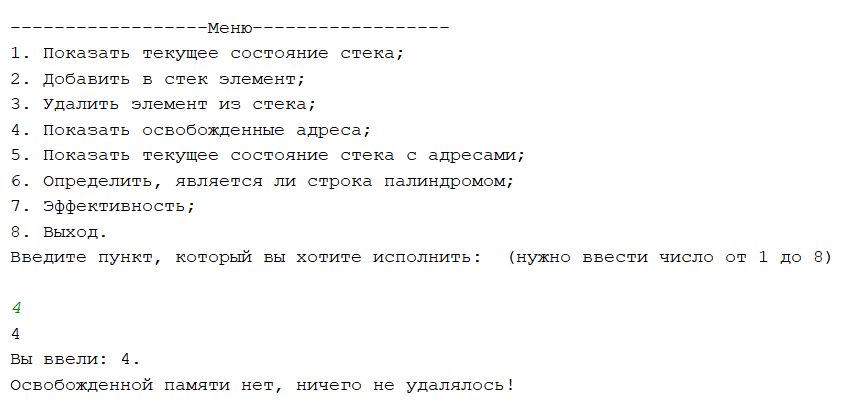 ------------------Меню------------------
1. Показать текущее состояние стека;
2. Добавить в стек элемент;
3. Удалить элемент из стека;
4. Показать освобожденные адреса;
5. Показать текущее состояние стека с адресами;
6. Определить, является ли строка палиндромом;
7. Эффективность;
8. Выход.
Введите пункт, который вы хотите исполнить:  (нужно ввести число от 1 до 8)
4
4
Вы ввели: 4.
Освобожденной памяти нет, ничего не удалялось!